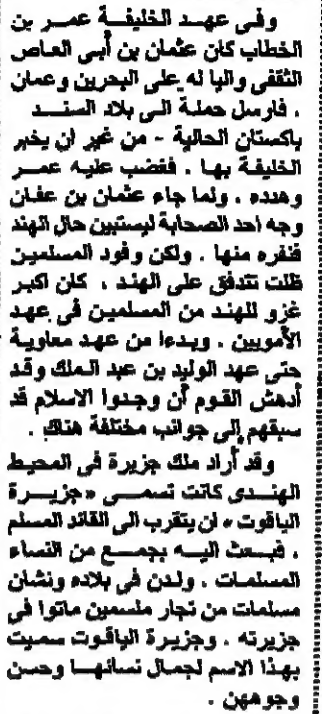 وفى عهد الخليفة عمر بن
الخطاب كان عثمان بن أبى العاص
الثقفى واليا له على البحرين وعمان
، فارسل حملة الى بلاد السند
باكستان الحالية - من غير ان يخبر
الخليفة بها ، فغضب عليه عمر
وهدده ، ولما جاء عثمان بن عفان
وجه احد الصحابة ليستبين حال الهند
فنفره منها ، ولكن وفود المسلمين
ظلت تتدفق على الهند ، كان اكبر
غزو للهند من المسلمين فى عهد
الأمويين ، وبدءا من عهد معاوية
حتى عهد الوليد بن عبد الملك وقد
أدهش القوم أن وجدوا الاسلام قد
سبقهم إلى جوانب مختلفة هناك .
وقد أراد ملك جزيرة فى المحيط
الهندى كانت تسمى « جزيرة
الياقوت » ان يتقرب الى القائد المسلم
، فبعث اليه بجمع من النساء
المسلمات ، ولدن فى بلاده ونشان
مسلمات من تجار ملسمين ماتوا فى
جزيرته ، وجزيرة الياقوت سميت
بهذا الاسم لجمال نسائها وحسن
وجوههن .